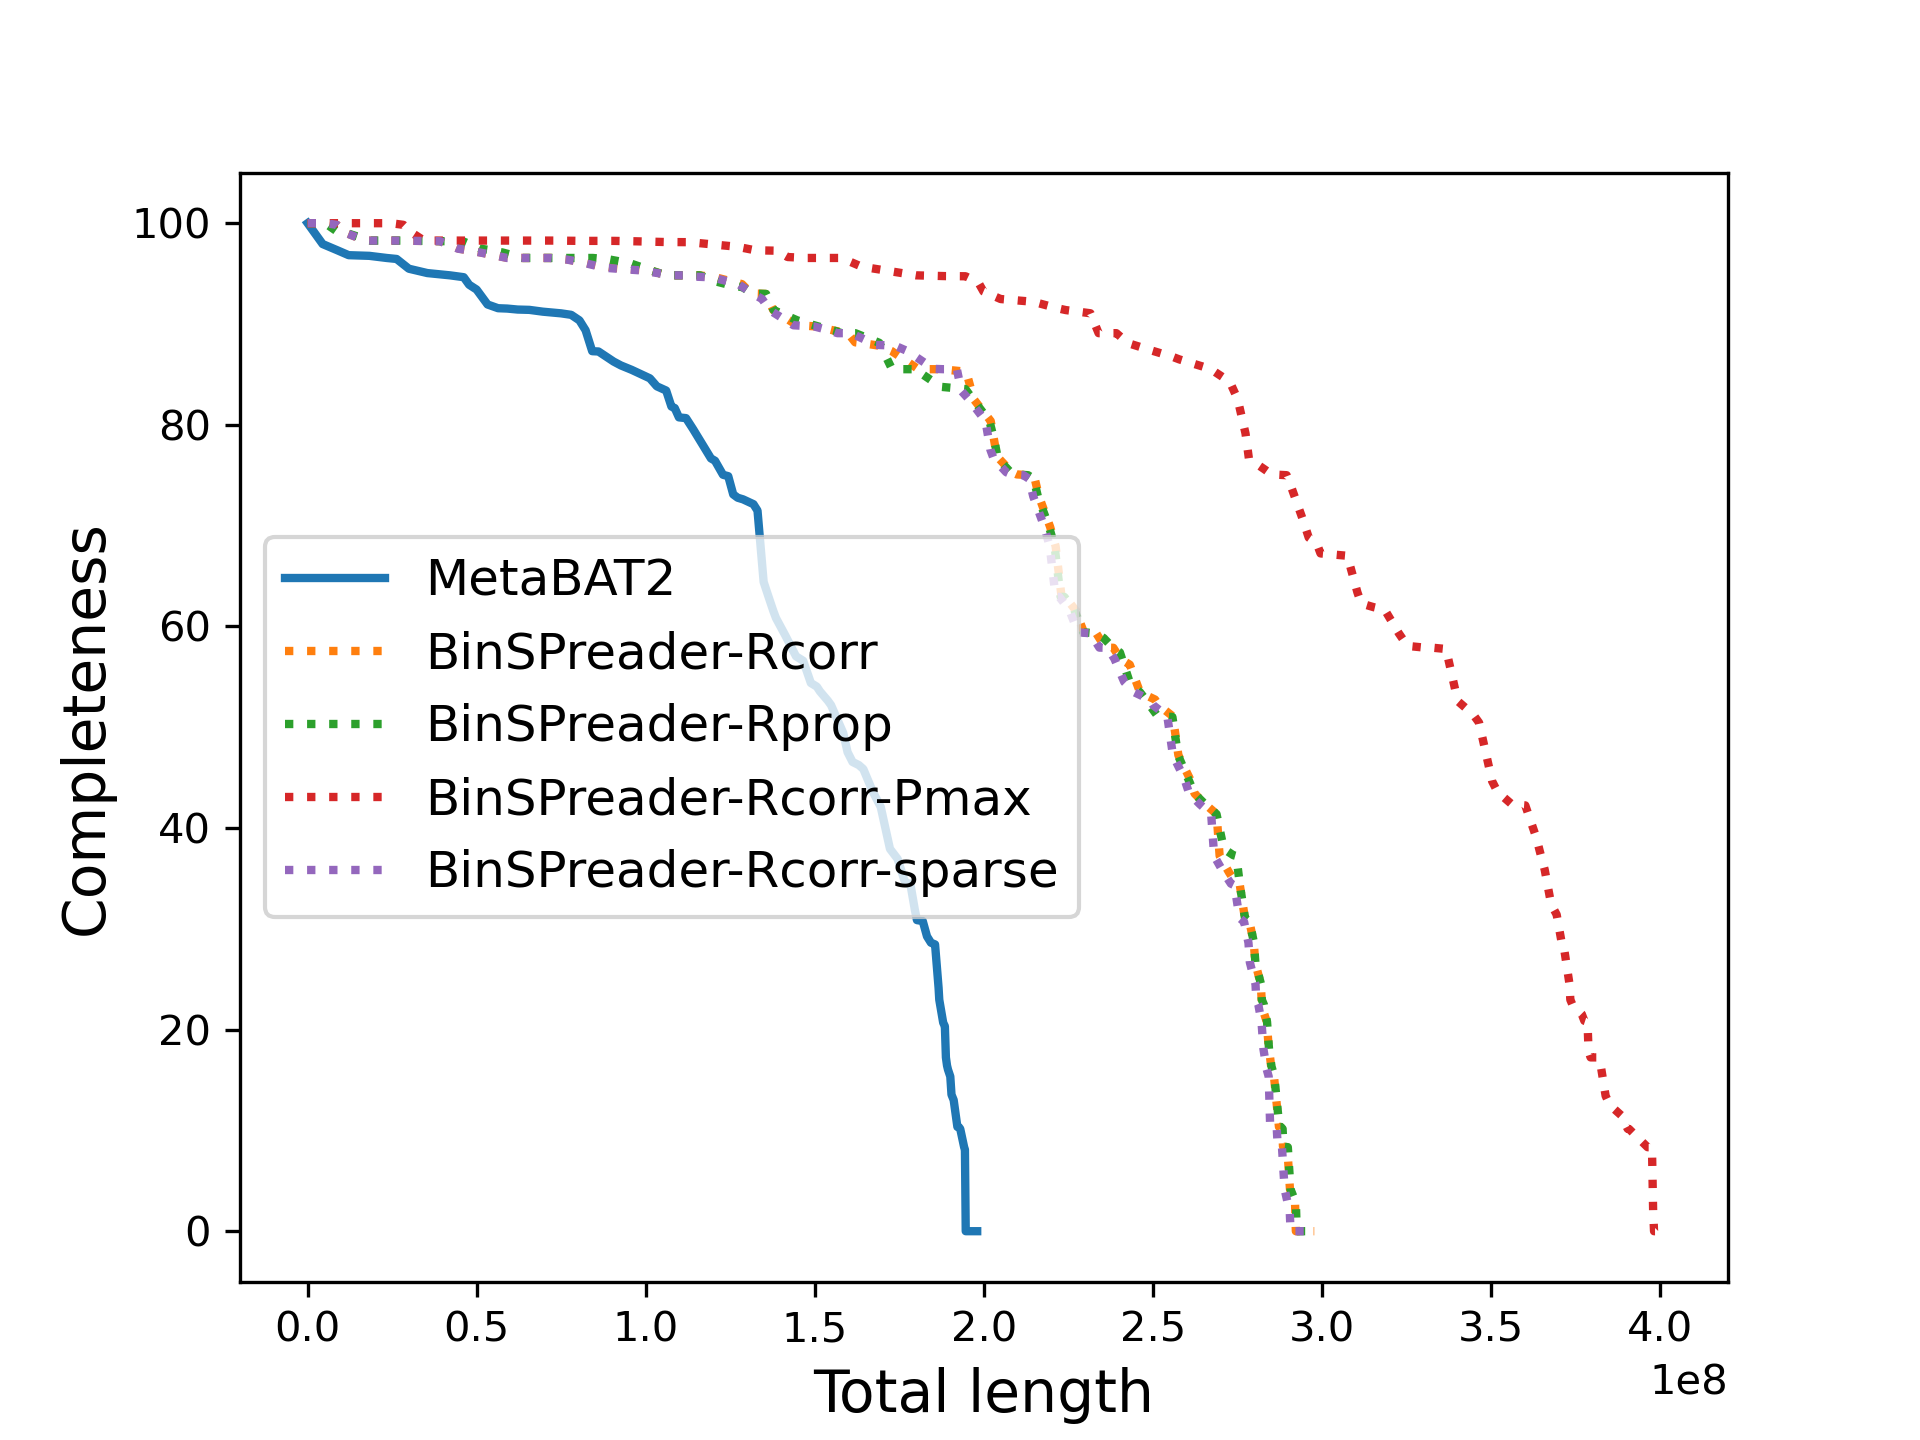 100
80
60
40
20
0
Completeness
MetaBAT2
BinSPreader-Rcorr
BinSPreader-Rprop
BinSPreader-Rcorr-Pmax
BinSPreader-Rcorr-sparse
0.0 0.5 1.0 1.5 2.0 2.5 3.0 3.5 4.0
1e8
Total length